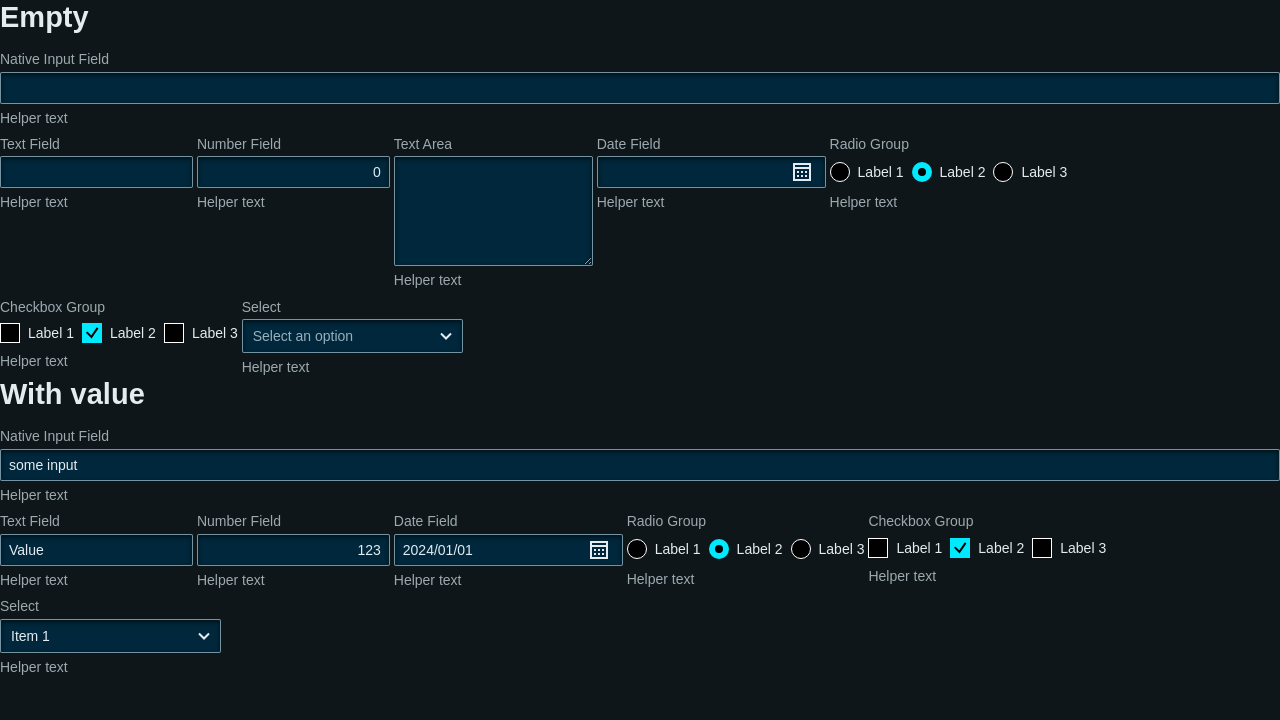 Empty
Native Input Field
Helper text
Text Field Number Field Text Area Date Field Radio Group
0 Label 1 Label 2 Label 3
Helper text Helper text Helper text Helper text
Helper text
Checkbox Group Select
Label 1 Label 2 Label 3 Select an option
Helper text Helper text
With value
Native Input Field
some input
Helper text
Text Field Number Field Date Field Radio Group Checkbox Group
Value 123 2024/01/01 Label 1 Label 2 Label 3 Label 1 Label 2 Label 3
Helper text Helper text Helper text Helper text Helper text
Select
Item 1
Helper text